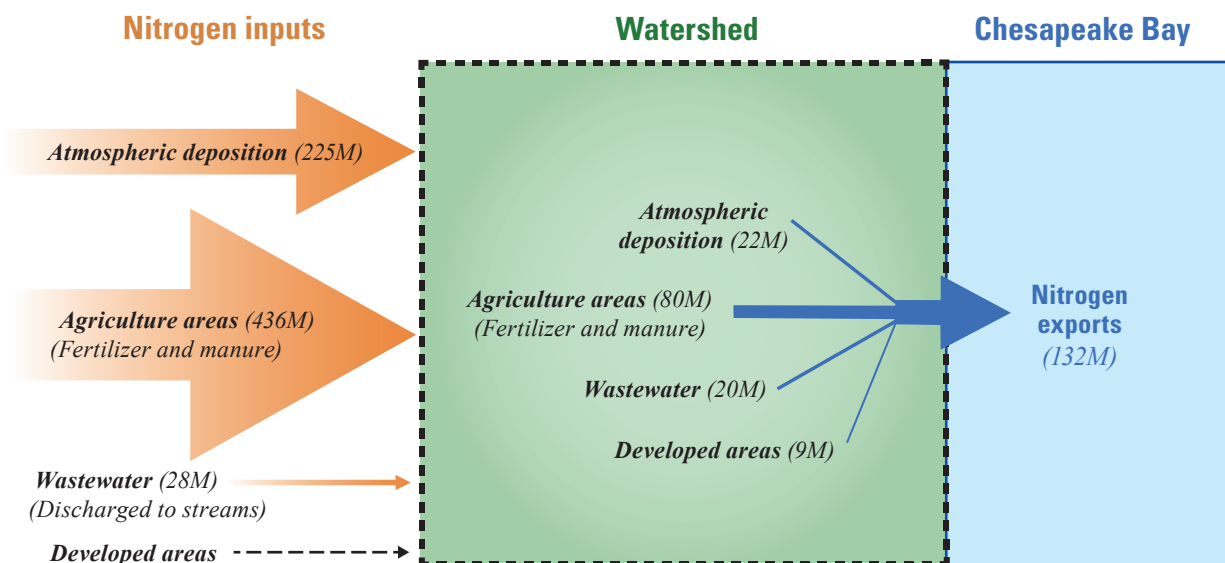 Nitrogen inputs
Watershed
Chesapeake Bay
Atmospheric deposition (225M)
Agriculture areas (436M)
(Fertilizer and manure)
Wastewater (28M)
(Discharged to streams)
Developed areas
Atmospheric
deposition (22M)
Agriculture areas (80M)
(Fertilizer and manure)
Wastewater (20M)
Developed areas (9M)
Nitrogen
exports
(132M)